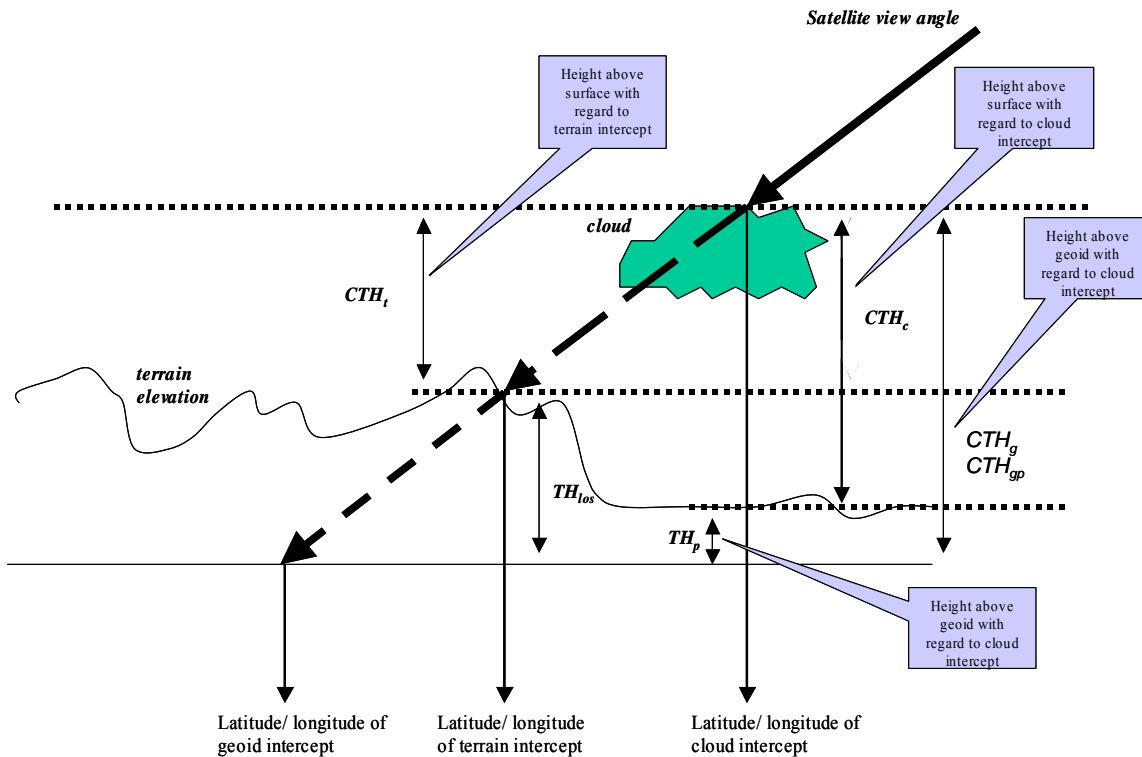 Satellite view angle
Height above
surface with
regard to
terrain intercept
Height above
surface with
regard to cloud
intercept
cloud
Height above
geoid with
regard to cloud
intercept
CTHt
CTHc
terrain
elevation
CTHg
CTHgp
THlos
THp
Height above
geoid with
regard to cloud
intercept
Latitude/ longitude of
geoid intercept
Latitude/ longitude
of terrain intercept
Latitude/ longitude of
cloud intercept